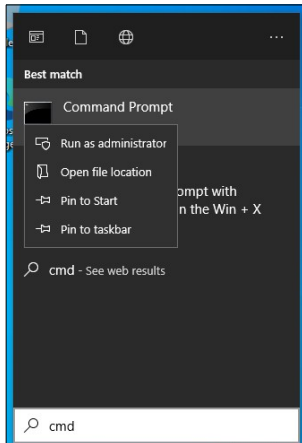 ...
Best match
Command Prompt
Run as administrator
Open file location
Pin to Start
ompt with
Pin to taskbar
n the Win + X
cmd - See web results
cmd